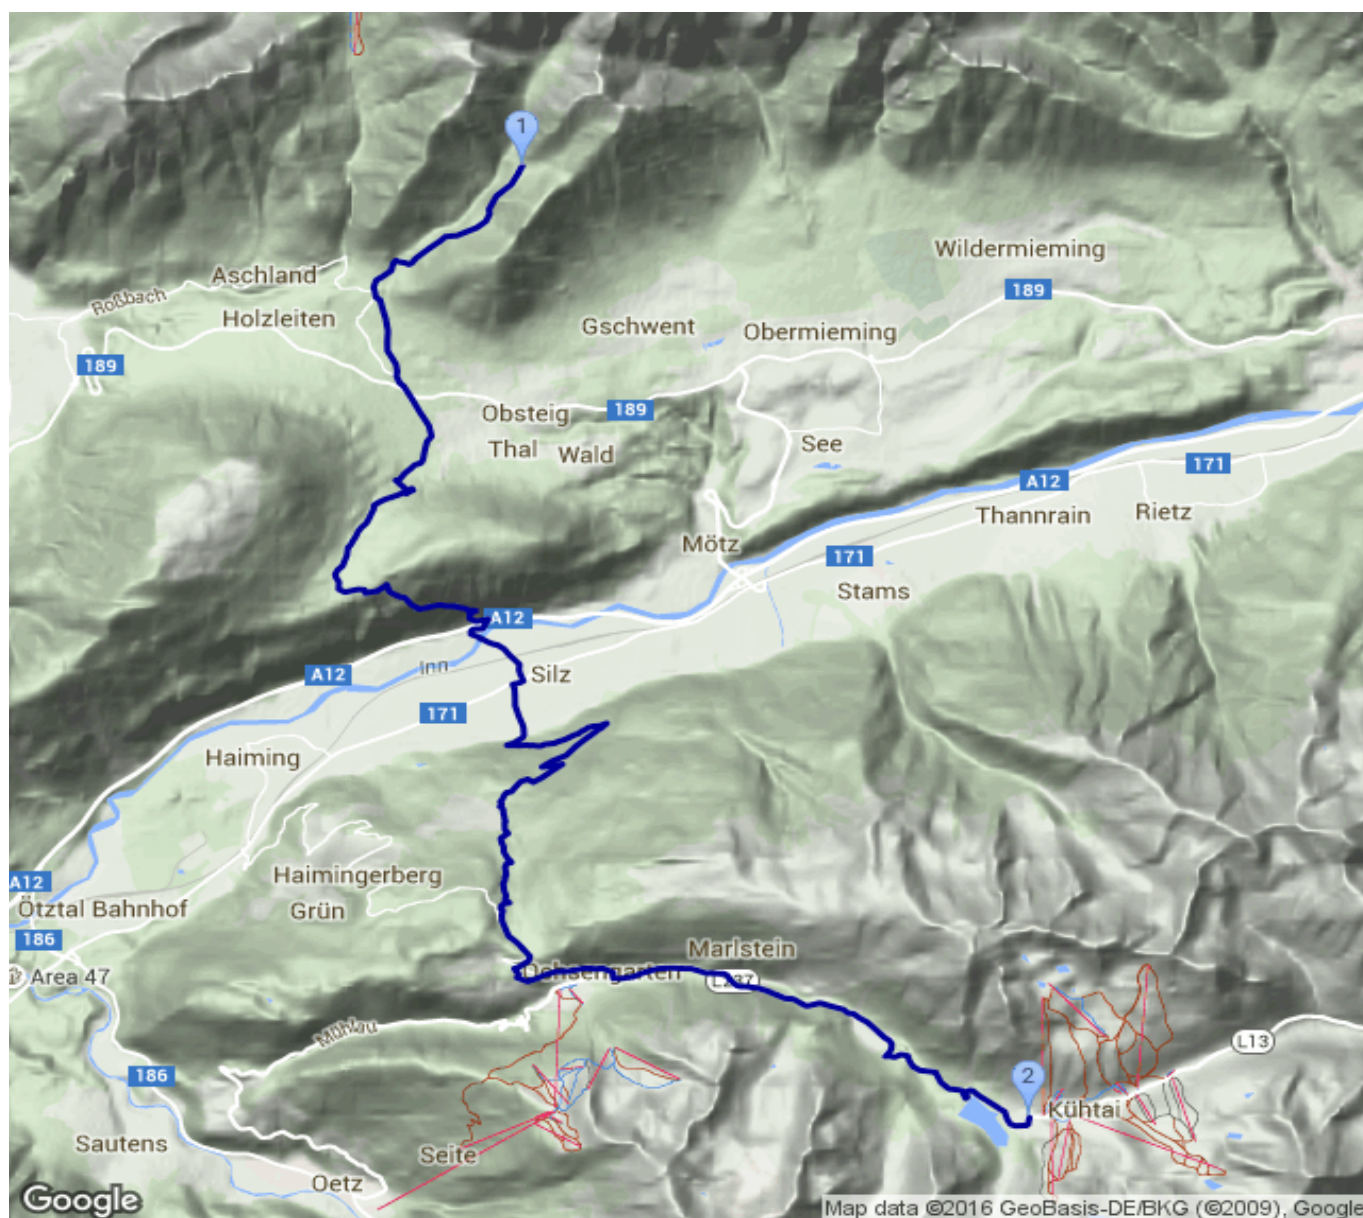 1
Wildermieming
Aschland
189
Roßbach
Holzleiten
Gschwent
Obermieming
189
Obsteig
189
Thal
Wald
See
171
A12
Thannrain
Rietz
Mötz
171
Stams
A12
A12
Inn
Silz
171
Haiming
Haimingerberg
A12
Ötztal Bahnhof
Grün
186
Marlstein
Area 47
Ochsengarten
L237
Mühlau
L13
186
2
Kühtai
Sautens
Seite
Oetz
Google
Map data ©2016 GeoBasis-DE/BKG (©2009), Google